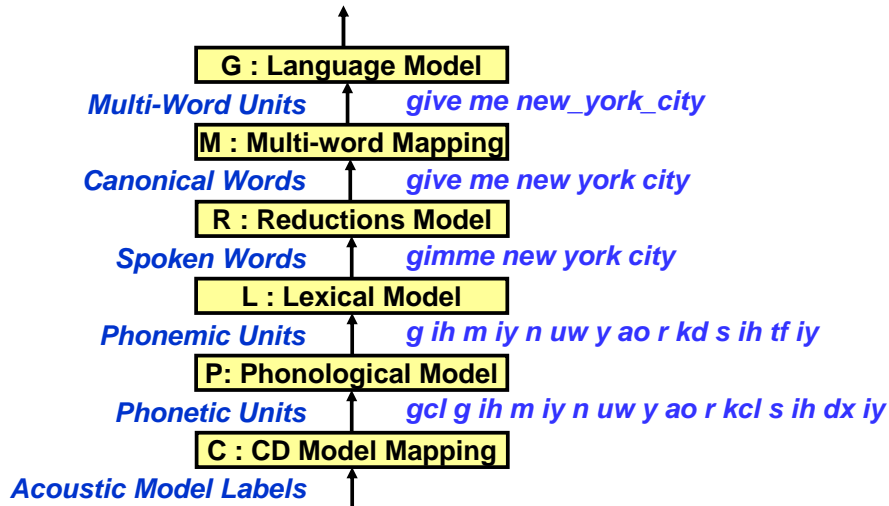 G : Language Model
Multi-Word Units give me new_york_city
M : Multi-word Mapping
Canonical Words give me new york city
R : Reductions Model
Spoken Words gimme new york city
L : Lexical Model
Phonemic Units g ih m iy n uw y ao r kd s ih tf iy
P: Phonological Model
Phonetic Units gcl g ih m iy n uw y ao r kcl s ih dx iy
C : CD Model Mapping
Acoustic Model Labels